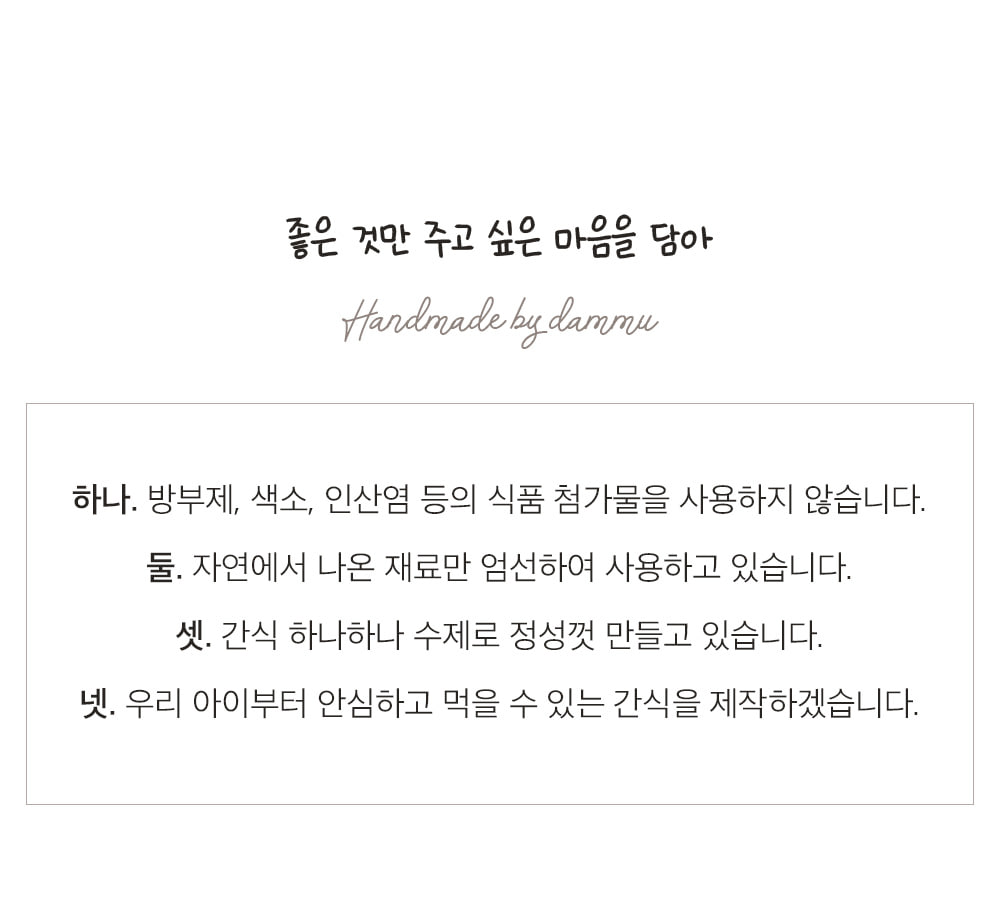 좋은 것만 주고 싶은 마음을 담아
Handmade by dammu
하나. 방부제, 색소, 인산염 등의 식품 첨가물을 사용하지 않습니다.
둘. 자연에서 나온 재료만 엄선하여 사용하고 있습니다.
셋. 간식 하나하나 수제로 정성껏 만들고 있습니다.
넷. 우리 아이부터 안심하고 먹을 수 있는 간식을 제작하겠습니다.